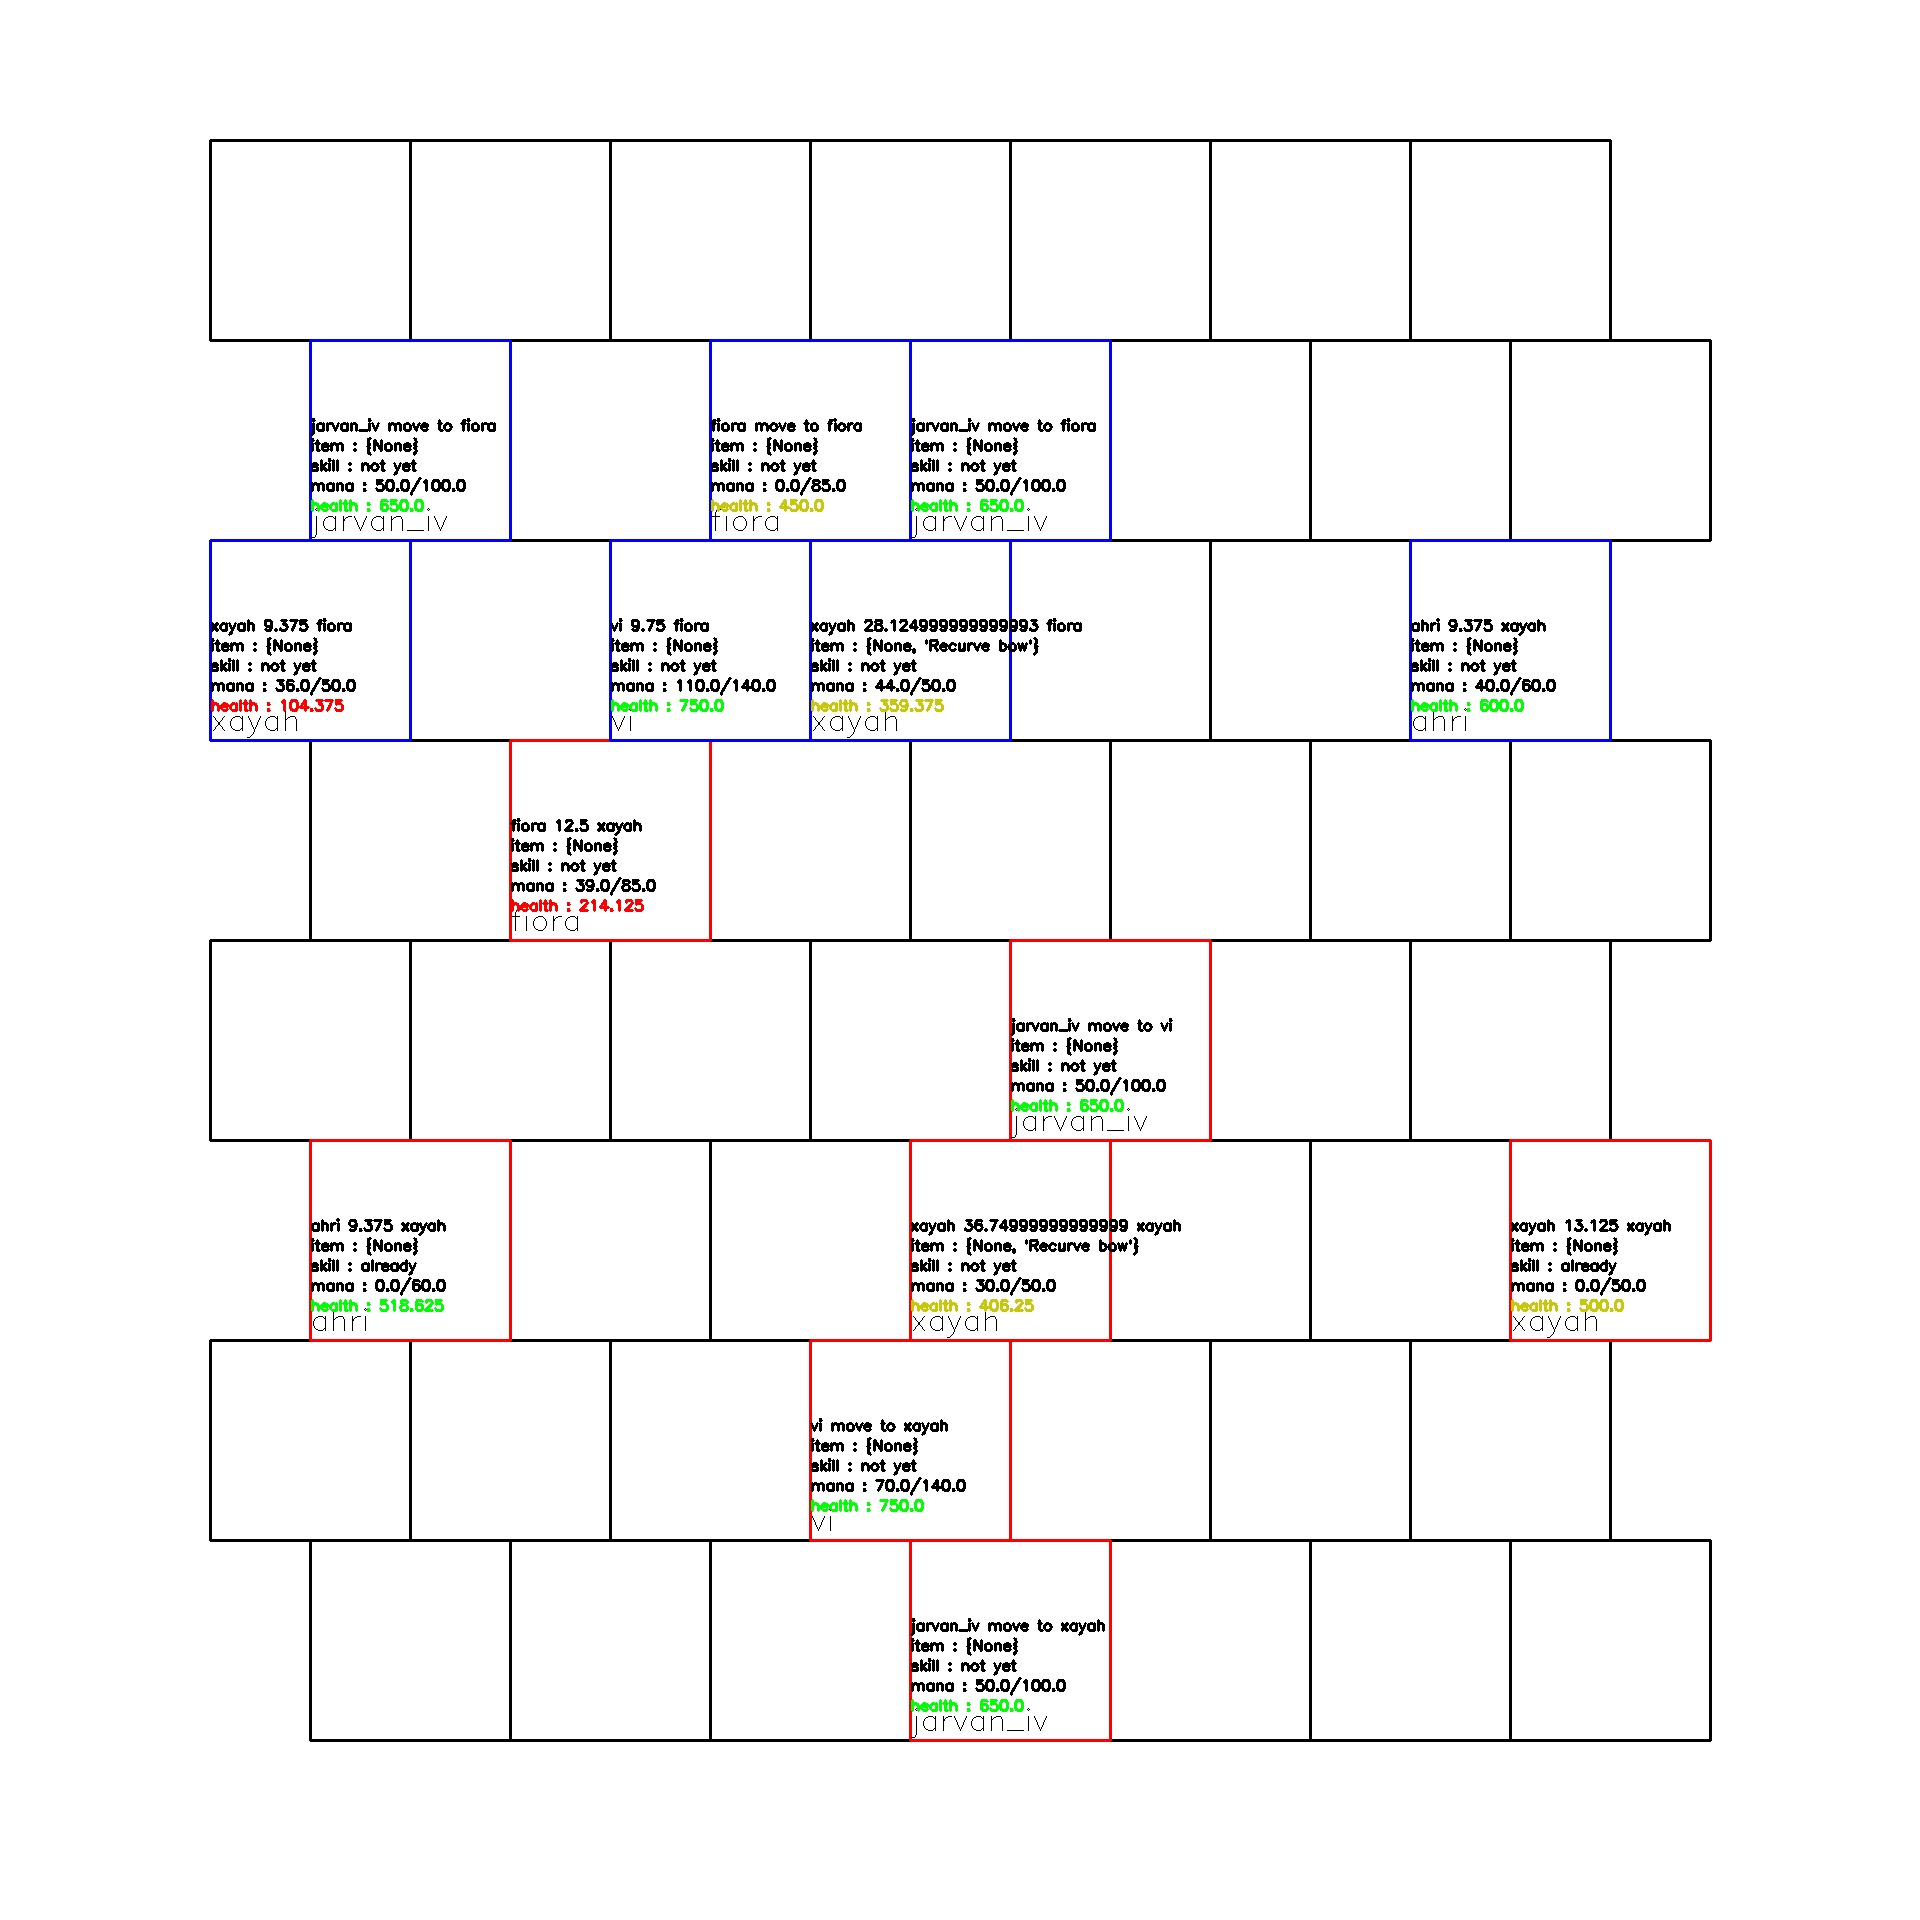 jarvan_iv move to fiora
item : {None}
skill : not yet
mana : 50.0/100.0
health : 650.0
jarvan_iv
fiora move to fiora
item : {None}
skill : not yet
mana : 0.0/85.0
health : 450.0
fiora
jarvan_iv move to fiora
item : {None}
skill : not yet
mana : 50.0/100.0
health : 650.0
jarvan_iv
xayah 9.375 fiora
item : {None}
skill : not yet
mana : 36.0/50.0
health : 104.375
xayah
vi 9.75 fiora
item : {None}
skill : not yet
mana : 110.0/140.0
health : 750.0
vi
xayah 28.124999999999993 fiora
item : {None, 'Recurve bow'}
skill : not yet
mana : 44.0/50.0
health : 359.375
xayah
ahri 9.375 xayah
item : {None}
skill : not yet
mana : 40.0/60.0
health : 600.0
ahri
fiora 12.5 xayah
item : {None}
skill : not yet
mana : 39.0/85.0
health : 214.125
fiora
jarvan_iv move to vi
item : {None}
skill : not yet
mana : 50.0/100.0
health : 650.0
jarvan_iv
ahri 9.375 xayah
item : {None}
skill : already
mana : 0.0/60.0
health : 518.625
ahri
xayah 36.74999999999999 xayah
item : {None, 'Recurve bow'}
skill : not yet
mana : 30.0/50.0
health : 406.25
xayah
xayah 13.125 xayah
item : {None}
skill : already
mana : 0.0/50.0
health : 500.0
xayah
vi move to xayah
item : {None}
skill : not yet
mana : 70.0/140.0
health : 750.0
vi
jarvan_iv move to xayah
item : {None}
skill : not yet
mana : 50.0/100.0
health : 650.0
jarvan_iv